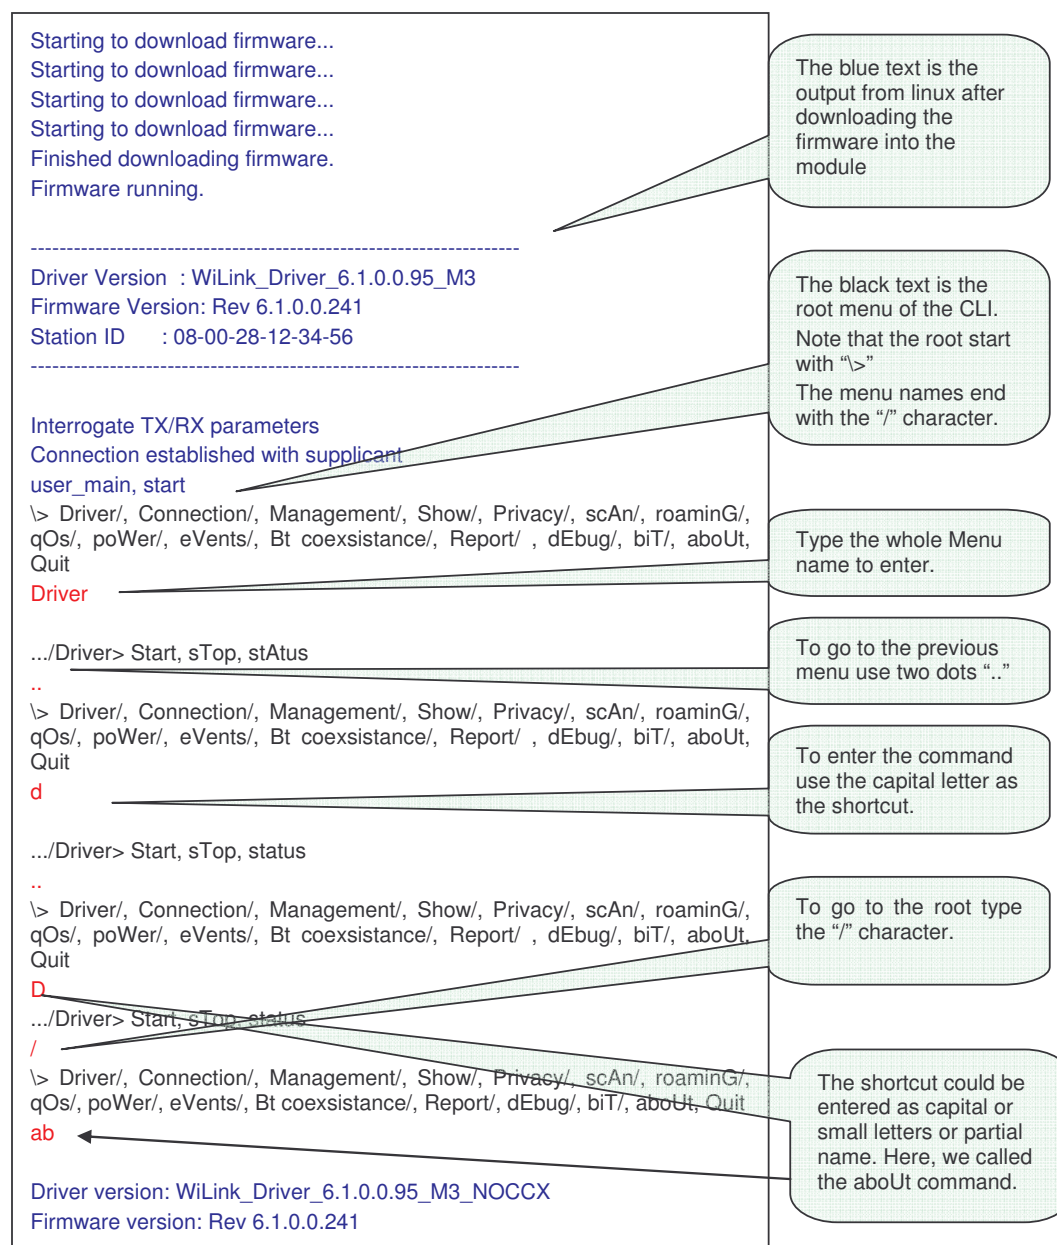 Starting to download firmware...
Starting to download firmware...
Starting to download firmware...
Starting to download firmware...
Finished downloading firmware.
Firmware running.
--------------------------------------------------------------------
Driver Version  : WiLink_Driver_6.1.0.0.95_M3
Firmware Version: Rev 6.1.0.0.241
Station ID      : 08-00-28-12-34-56
--------------------------------------------------------------------
Interrogate TX/RX parameters
Connection established with supplicant
user_main, start
\> Driver/, Connection/, Management/, Show/, Privacy/, scAn/, roaminG/,
qOs/, poWer/, eVents/, Bt coexsistance/, Report/ , dEbug/, biT/, aboUt,
Quit
Driver
.../Driver> Start, sTop, stAtus
..
\> Driver/, Connection/, Management/, Show/, Privacy/, scAn/, roaminG/,
qOs/, poWer/, eVents/, Bt coexsistance/, Report/ , dEbug/, biT/, aboUt,
Quit
d
.../Driver> Start, sTop, status
..
\> Driver/, Connection/, Management/, Show/, Privacy/, scAn/, roaminG/,
qOs/, poWer/, eVents/, Bt coexsistance/, Report/ , dEbug/, biT/, aboUt,
Quit
D
.../Driver> Start, sTop, status
/
\> Driver/, Connection/, Management/, Show/, Privacy/, scAn/, roaminG/,
qOs/, poWer/, eVents/, Bt coexsistance/, Report/, dEbug/, biT/, aboUt, Quit
ab
Driver version: WiLink_Driver_6.1.0.0.95_M3_NOCCX
Firmware version: Rev 6.1.0.0.241
The blue text is the
output from linux after
downloading the
firmware into the
module
The black text is the
root menu of the CLI.
Note that the root start
with “\>”
The menu names end
with the “/” character.
Type the whole Menu
name to enter.
To go to the previous
menu use two dots “..”
To enter the command
use the capital letter as
the shortcut.
To go to the root type
the “/” character.
The shortcut could be
entered as capital or
small letters or partial
name. Here, we called
the aboUt command.